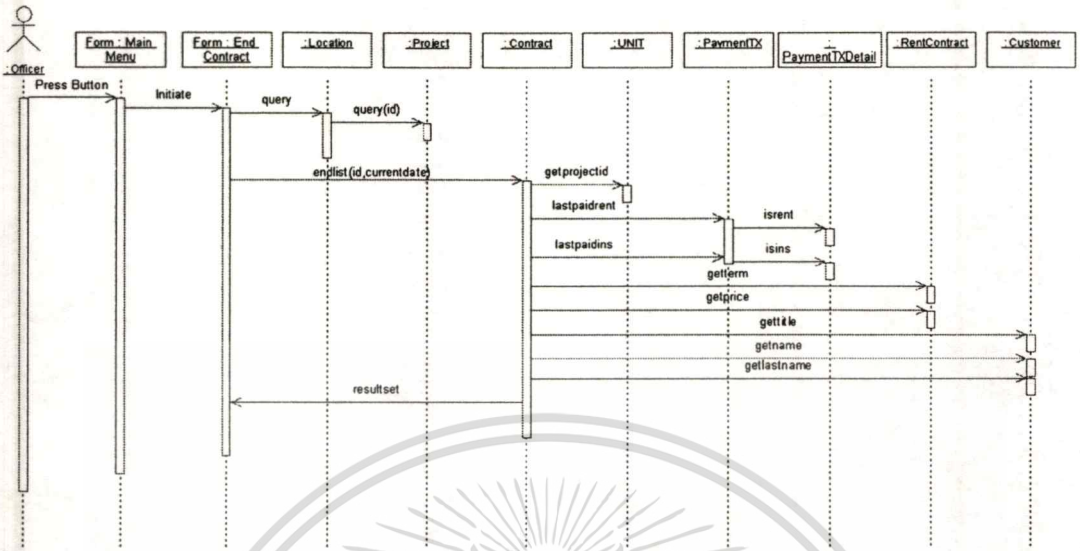 Form : Main Menu
Form : End Contract
:Location
:Project
:Contract
:UNIT
:PaymentTX
: PaymentTXDetail
:RentContract
:Customer
:Officer
Press Button
Initiate
query
query(id)
endlist(id,currentdate)
getprojectid
lastpaidrent
isrent
lastpaidins
isins
getterm
getprice
gettitle
getname
getlastname
resultset